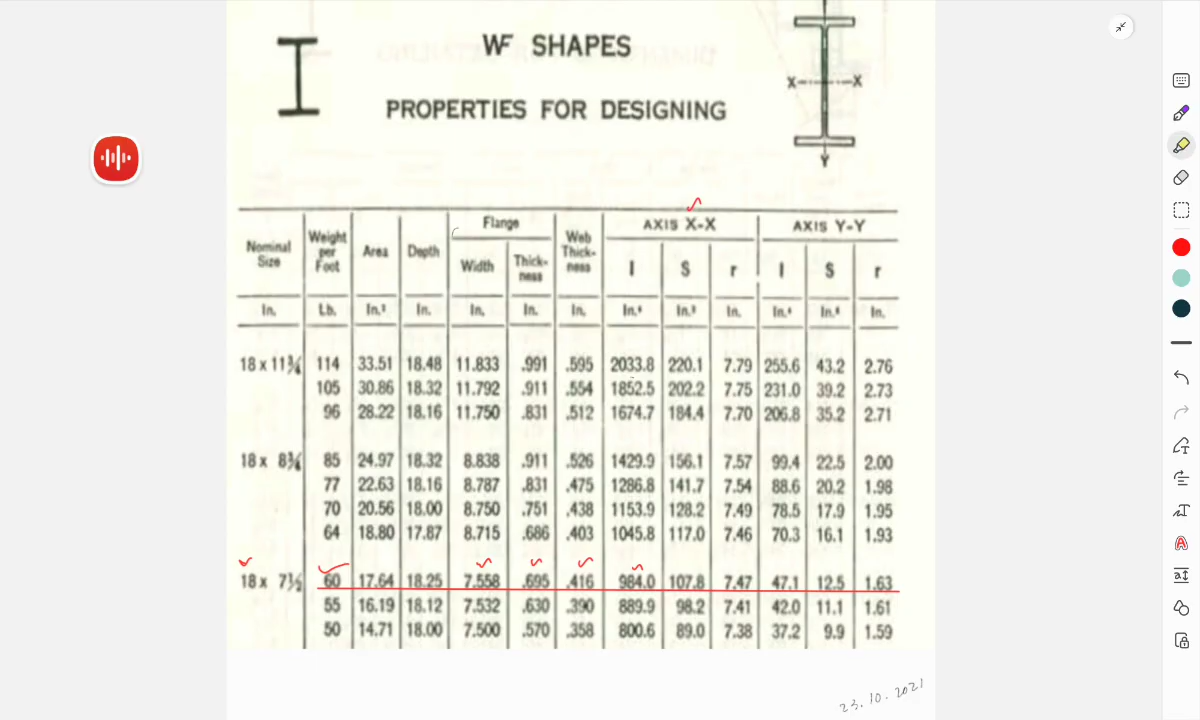 WF SHAPES
PROPERTIES FOR DESIGNING
X X
Y
Nominal Size Weight per Foot Area Depth Flange Web Thick-ness AXIS X-X AXIS Y-Y
Width Thick-ness I S r I S r
In. Lb. In.² In. In. In. In. In.⁴ In.³ In. In.⁴ In.³ In.
18 x 11¾ 114 33.51 18.48 11.833 .991 .595 2033.8 220.1 7.79 255.6 43.2 2.76
105 30.86 18.32 11.792 .911 .554 1852.5 202.2 7.75 231.0 39.2 2.73
96 28.22 18.16 11.750 .831 .512 1674.7 184.4 7.70 206.8 35.2 2.71
18 x 8¾ 85 24.97 18.32 8.838 .911 .526 1429.9 156.1 7.57 99.4 22.5 2.00
77 22.63 18.16 8.787 .831 .475 1286.8 141.7 7.54 88.6 20.2 1.98
70 20.56 18.00 8.750 .751 .438 1153.9 128.2 7.49 78.5 17.9 1.95
64 18.80 17.87 8.715 .686 .403 1045.8 117.0 7.46 70.3 16.1 1.93
18 x 7½ 60 17.64 18.25 7.558 .695 .416 984.0 107.8 7.47 47.1 12.5 1.63
55 16.19 18.12 7.532 .630 .390 889.9 98.2 7.41 42.0 11.1 1.61
50 14.71 18.00 7.500 .570 .358 800.6 89.0 7.38 37.2 9.9 1.59
23.10.2021